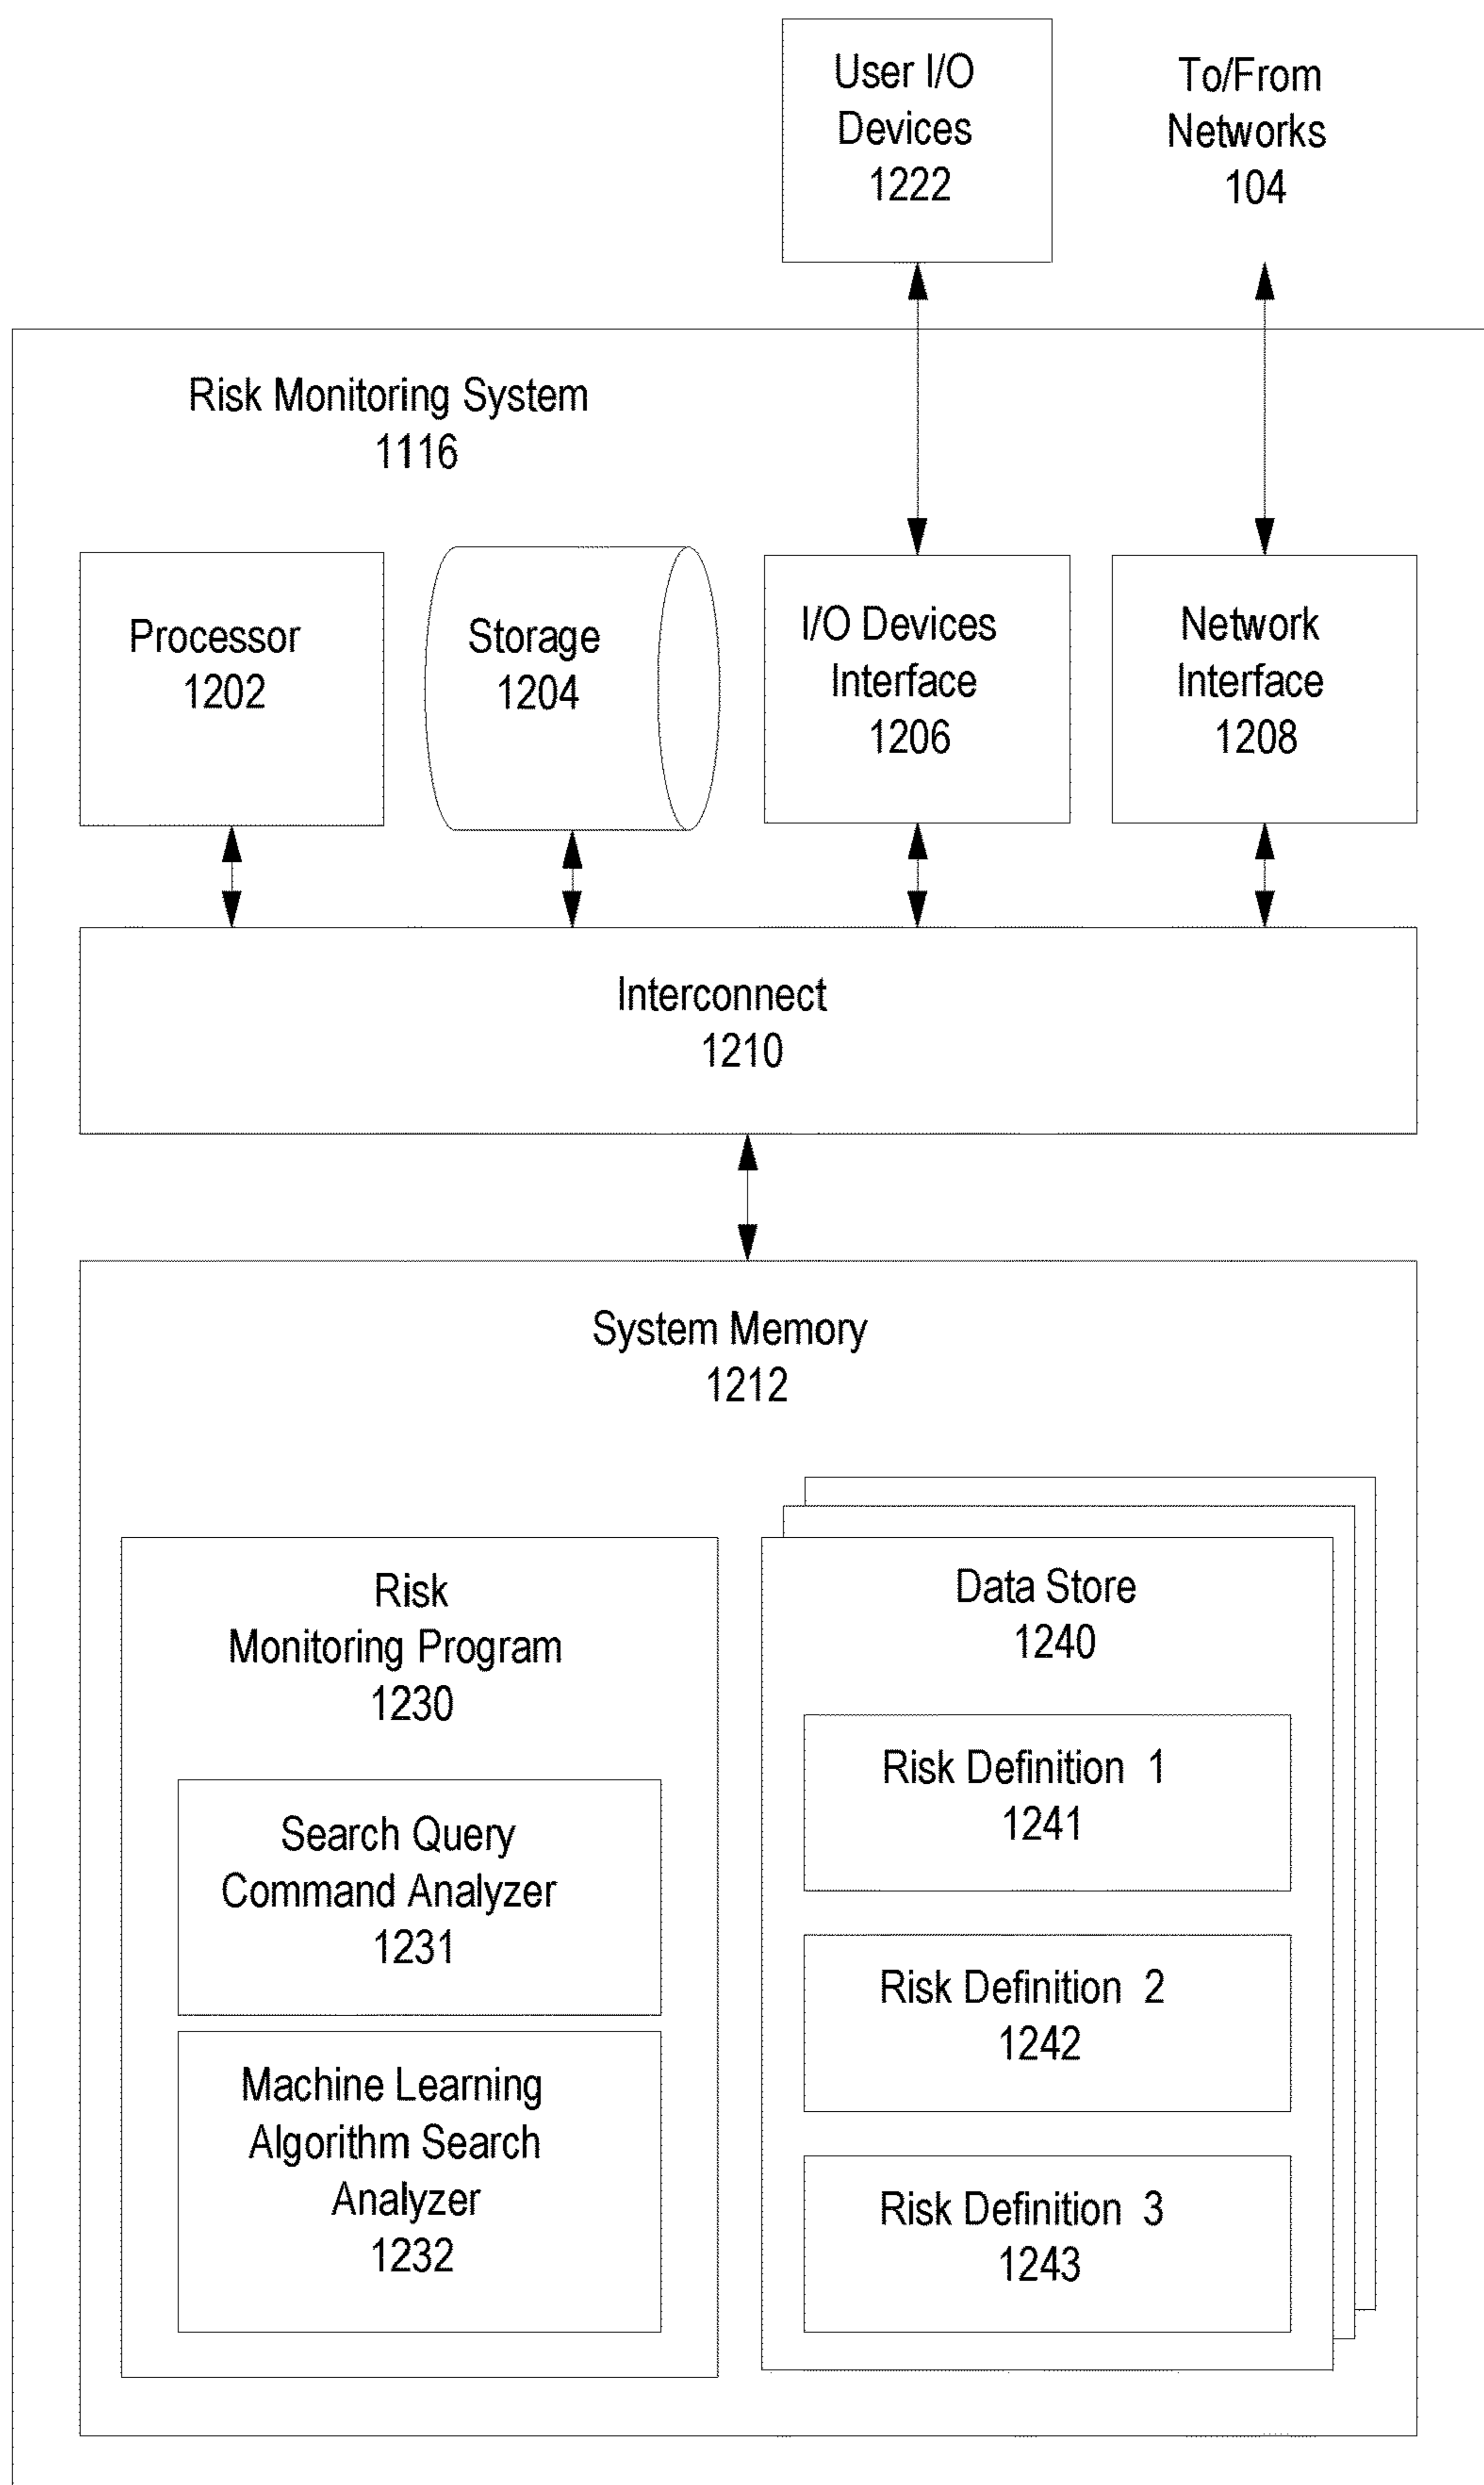 User I/O
Devices
1222
To/From
Networks
104
Risk Monitoring System
1116
Processor
1202
Storage
1204
I/O Devices
Interface
1206
Network
Interface
1208
Interconnect
1210
System Memory
1212
Risk
Monitoring Program
1230
Search Query
Command Analyzer
1231
Machine Learning
Algorithm Search
Analyzer
1232
Data Store
1240
Risk Definition 1
1241
Risk Definition 2
1242
Risk Definition 3
1243